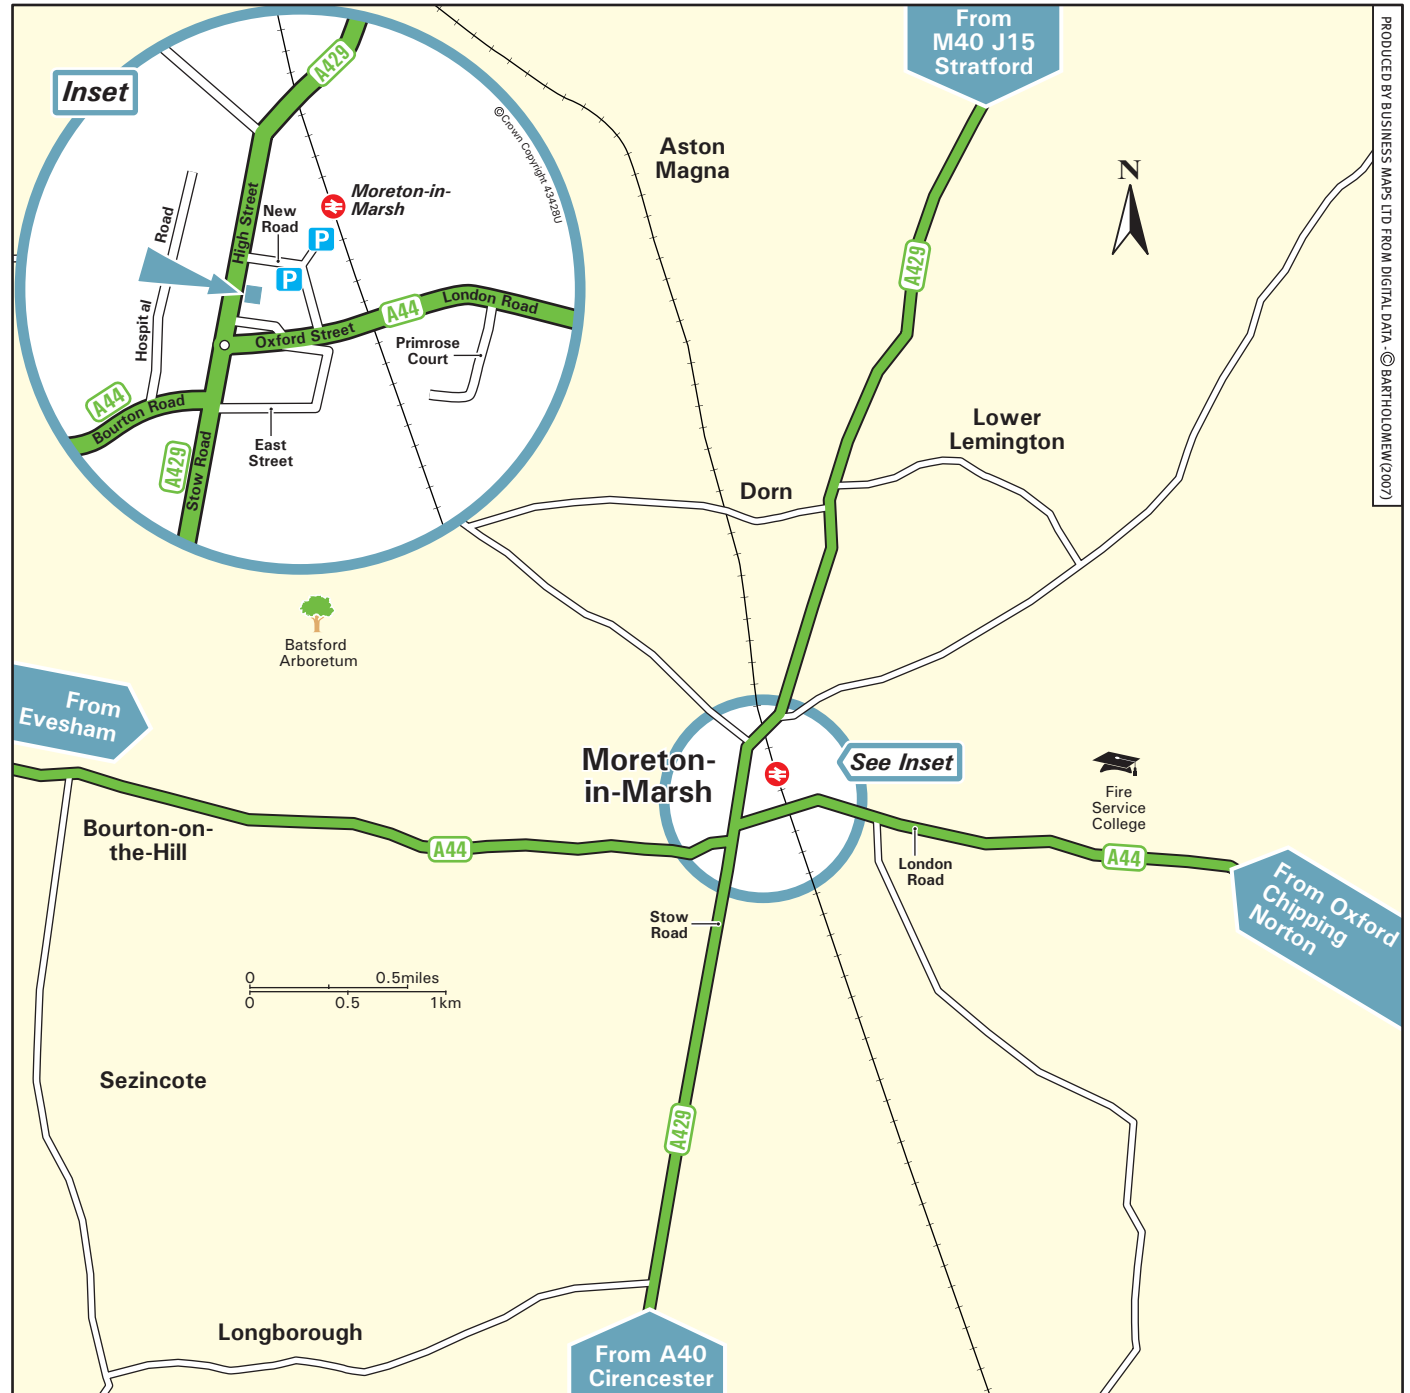 From
M40 J15
Stratford
PRODUCED BY BUSINESS MAPS LTD FROM DIGITAL DATA - © BARTHOLOMEW(2007)
Inset
A429
©Crown Copyright 43428U
Aston
Magna
N
Moreton-in-
Marsh
High Street
New
Road
Road
P
P
Hospit al
A429
A44
London Road
Oxford Street
Primrose
Court
A44
Bourton Road
East
Street
A429
Stow Road
Lower
Lemington
Dorn
Batsford
Arboretum
From
Evesham
Moreton-
in-Marsh
See Inset
Fire
Service
College
Bourton-on-
the-Hill
A44
London
Road
A44
From Oxford
Chipping
Norton
Stow
Road
0 0.5miles
0 0.5 1km
Sezincote
A429
Longborough
From A40
Cirencester